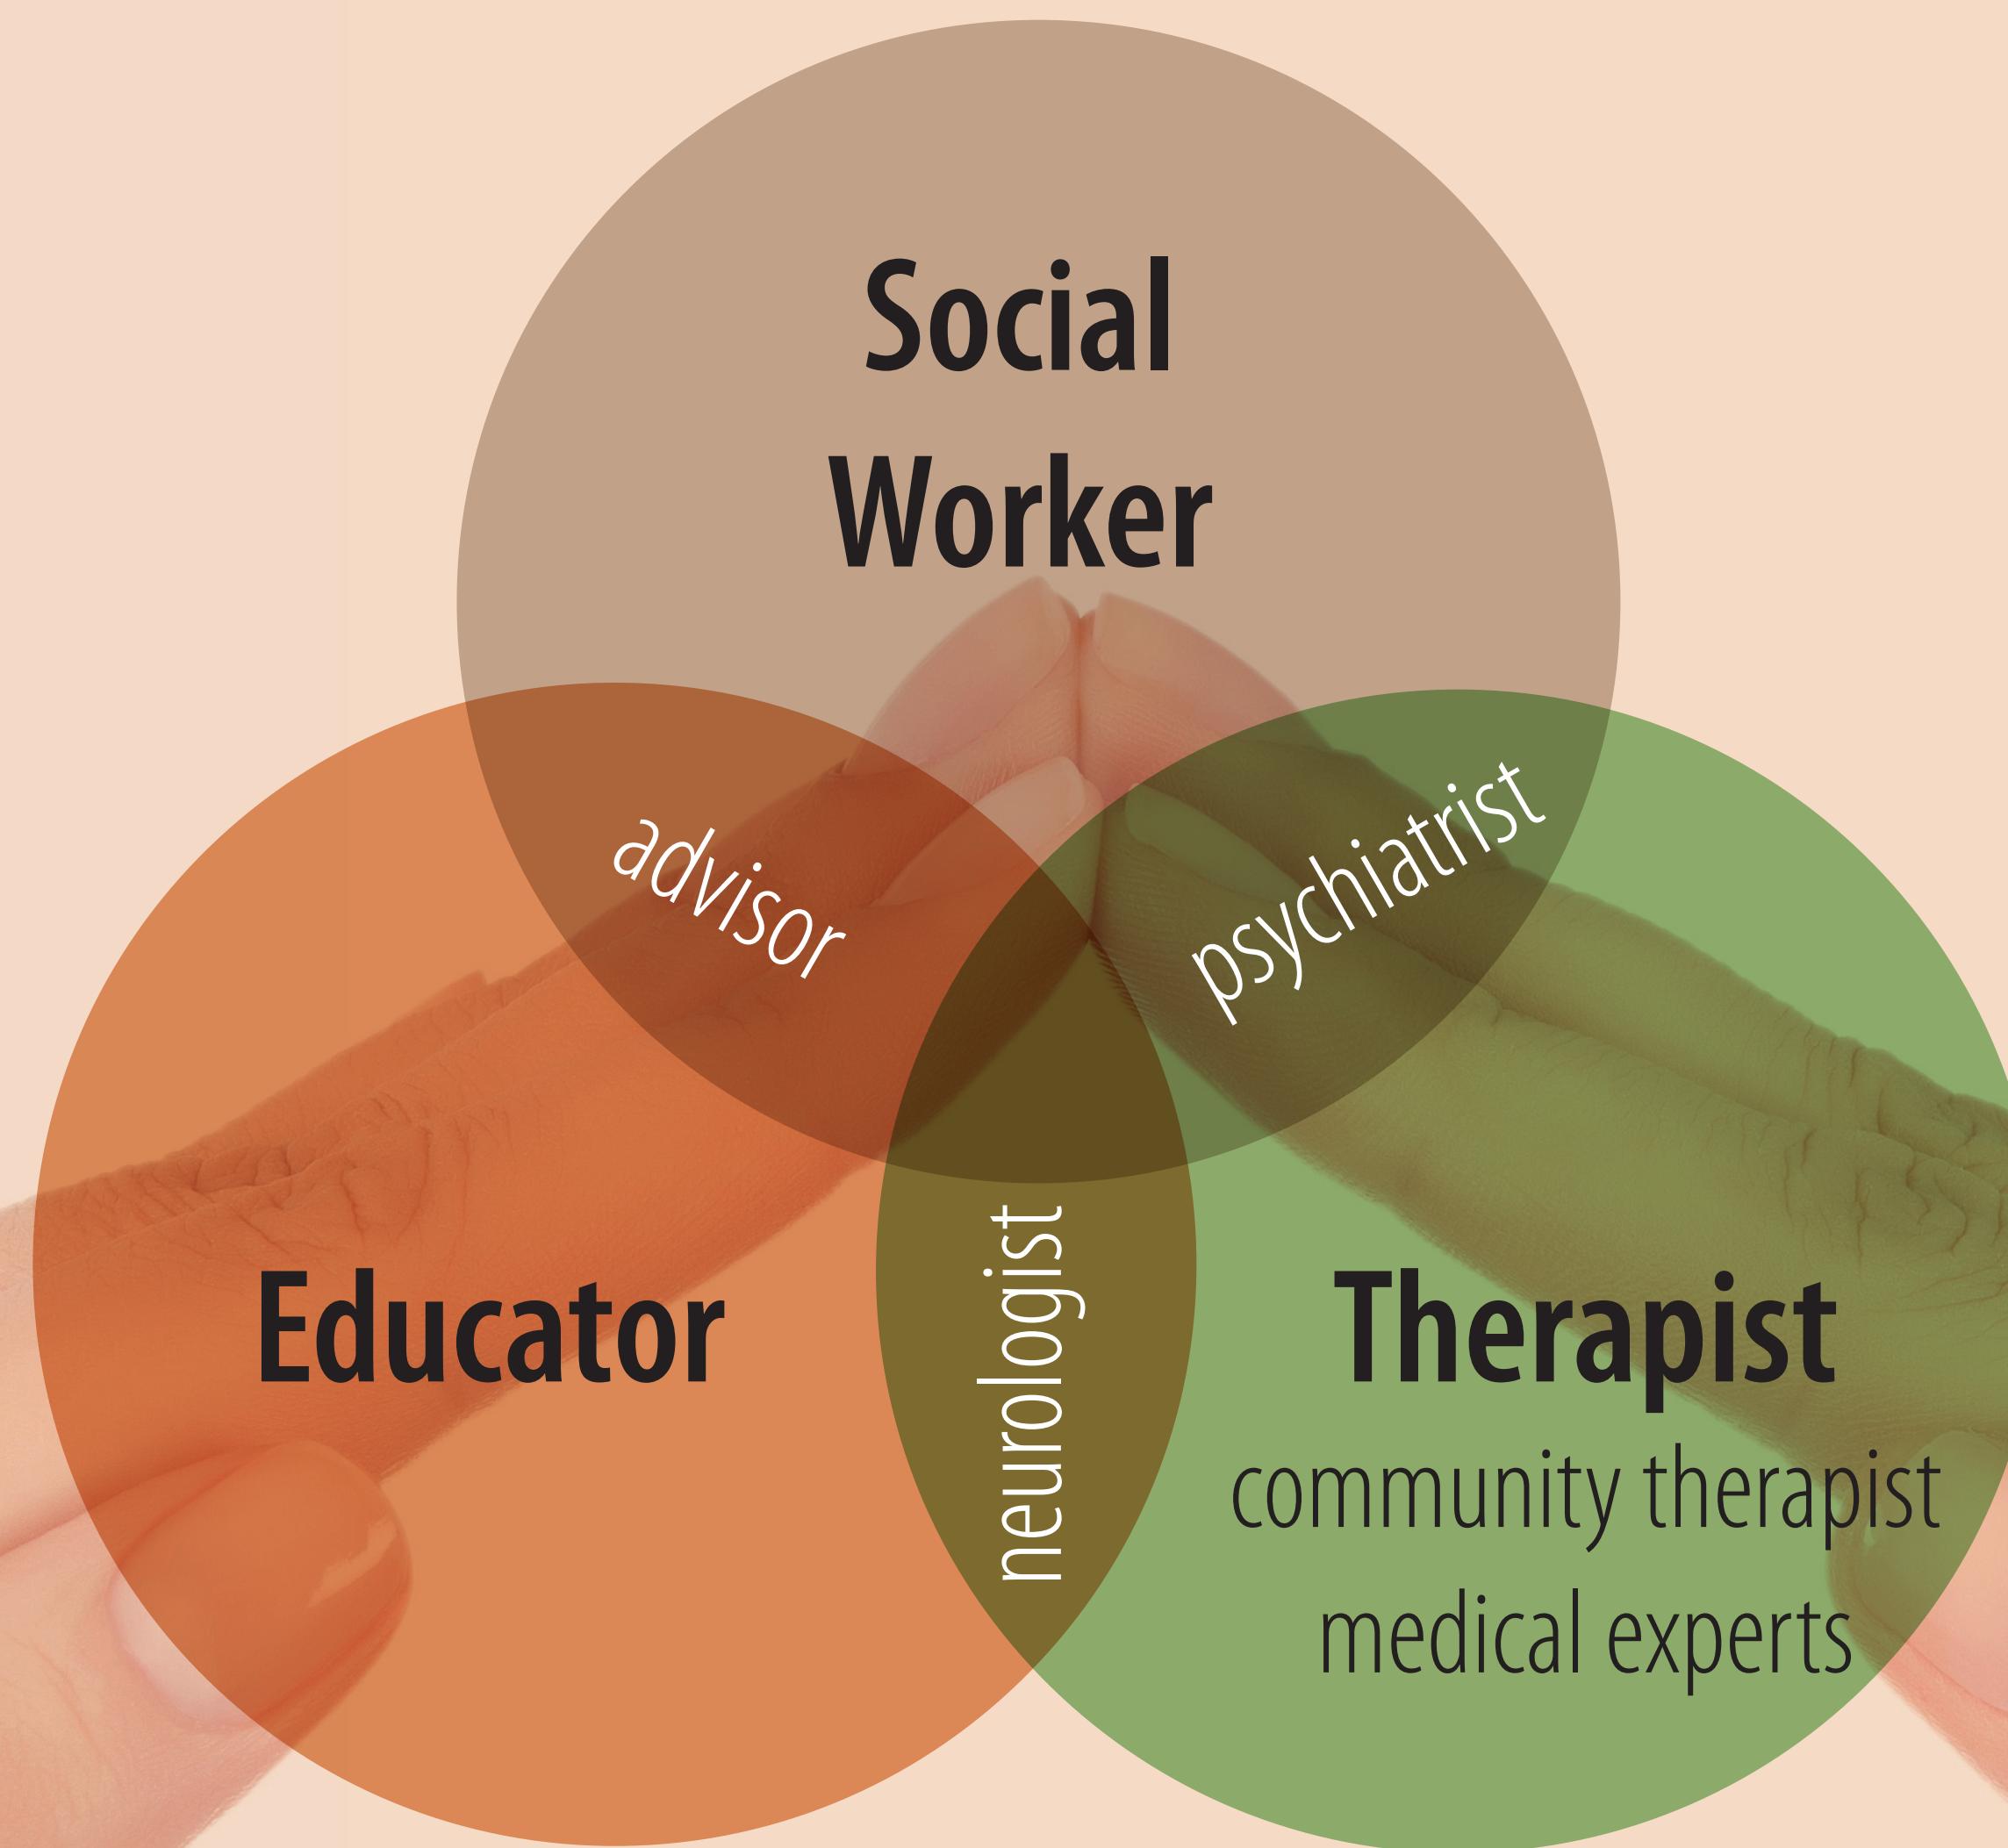 Social
Worker
advisor
psychiatrist
neurologist
Educator
Therapist
community therapist
medical experts